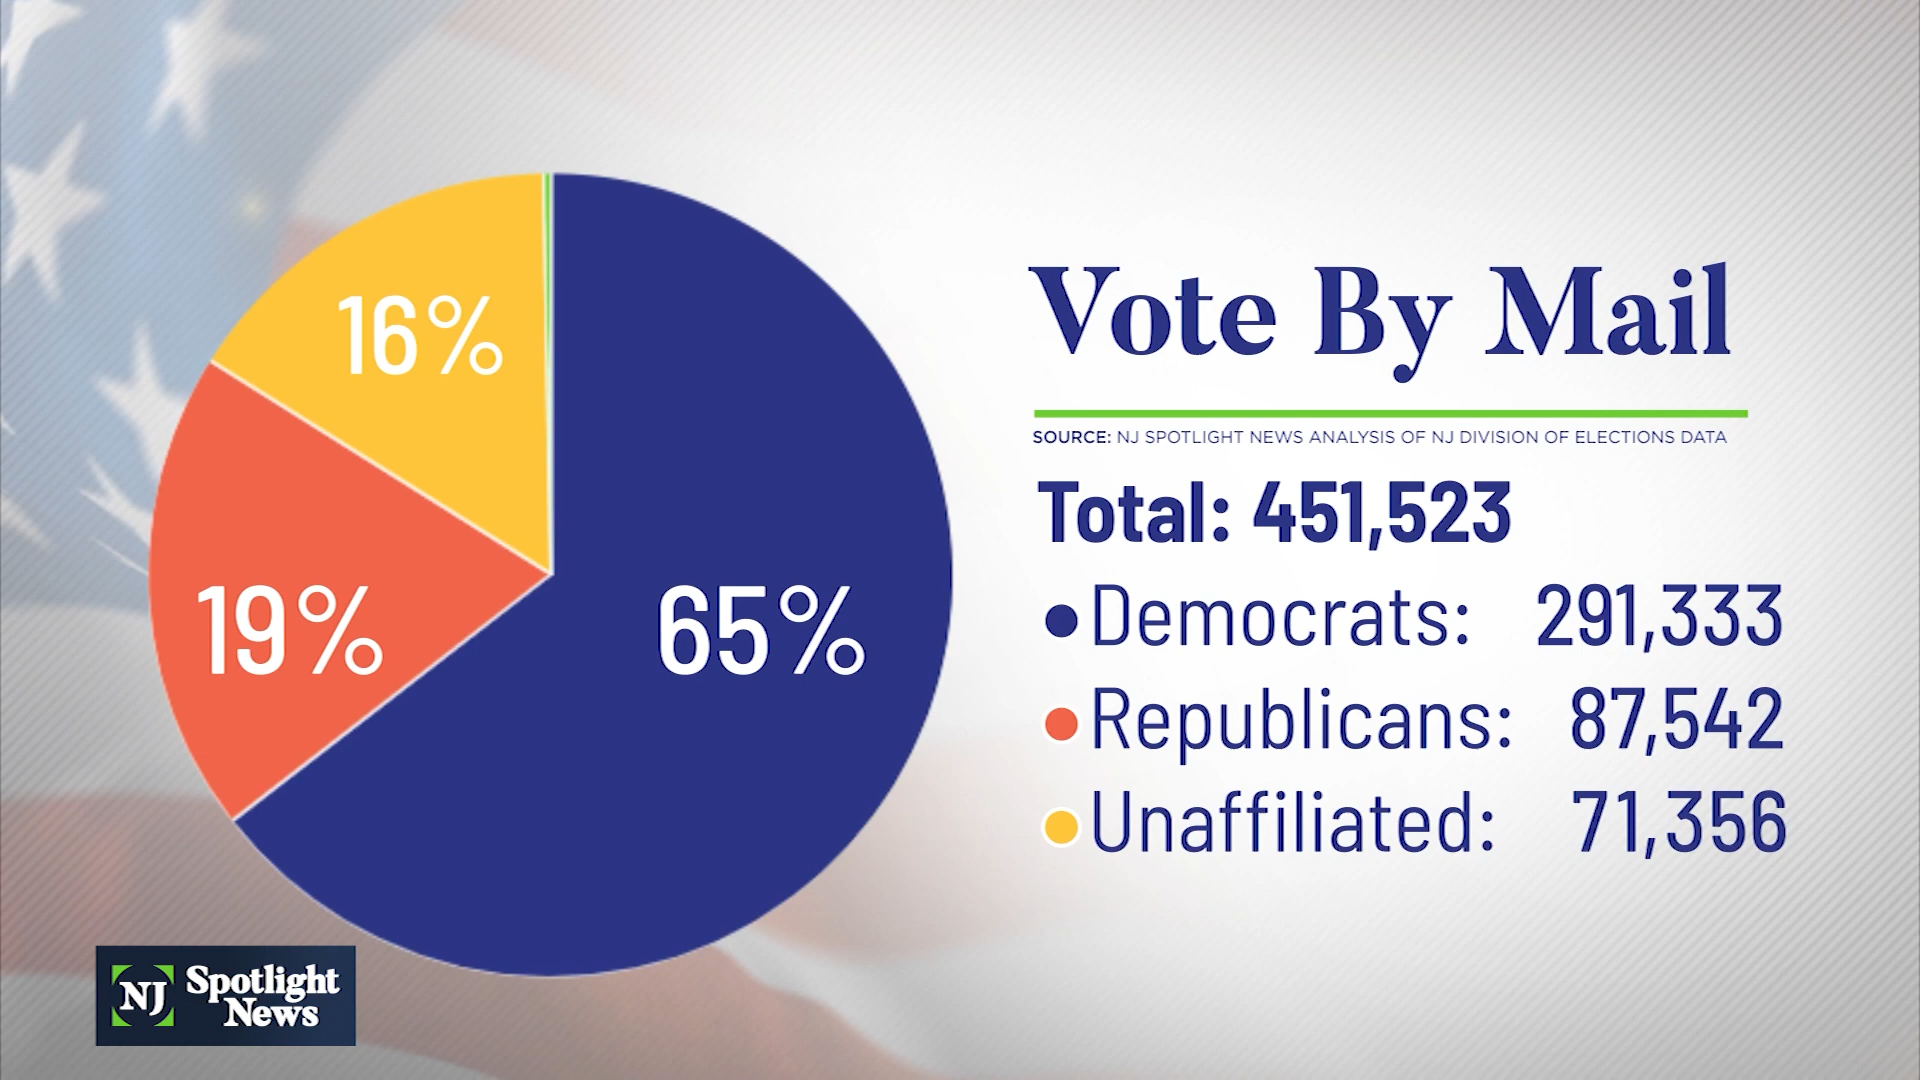 16%
19%
65%
Vote By Mail
SOURCE: NJ SPOTLIGHT NEWS ANALYSIS OF NJ DIVISION OF ELECTIONS DATA
Total: 451,523
Democrats: 291,333
Republicans: 87,542
Unaffiliated: 71,356
NJ Spotlight
News